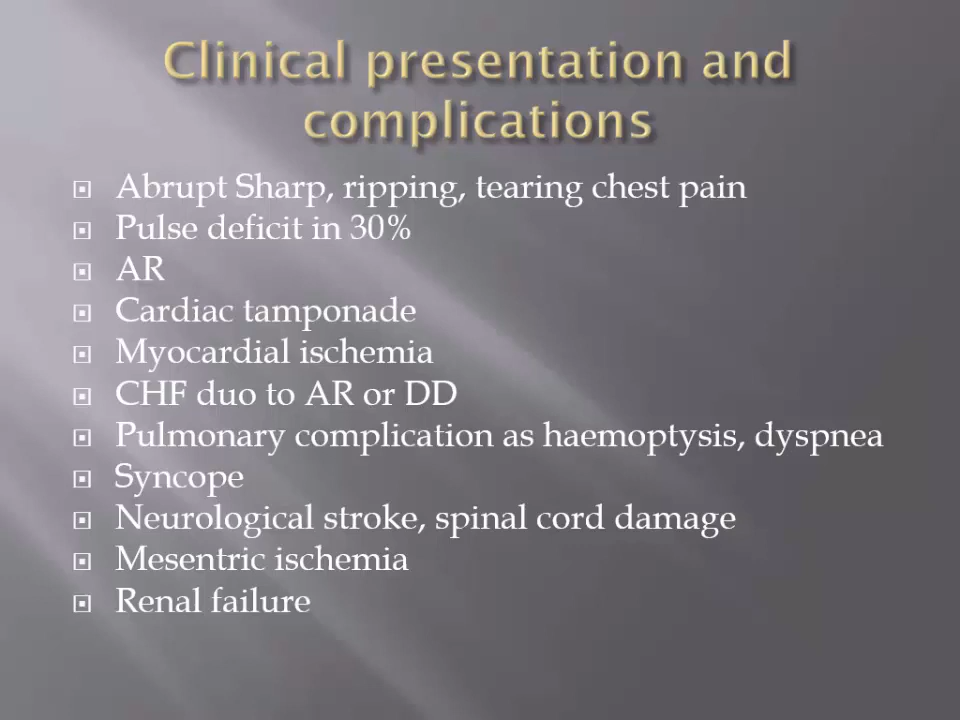 Clinical presentation and
complications
Abrupt Sharp, ripping, tearing chest pain
Pulse deficit in 30%
AR
Cardiac tamponade
Myocardial ischemia
CHF duo to AR or DD
Pulmonary complication as haemoptysis, dyspnea
Syncope
Neurological stroke, spinal cord damage
Mesentric ischemia
Renal failure